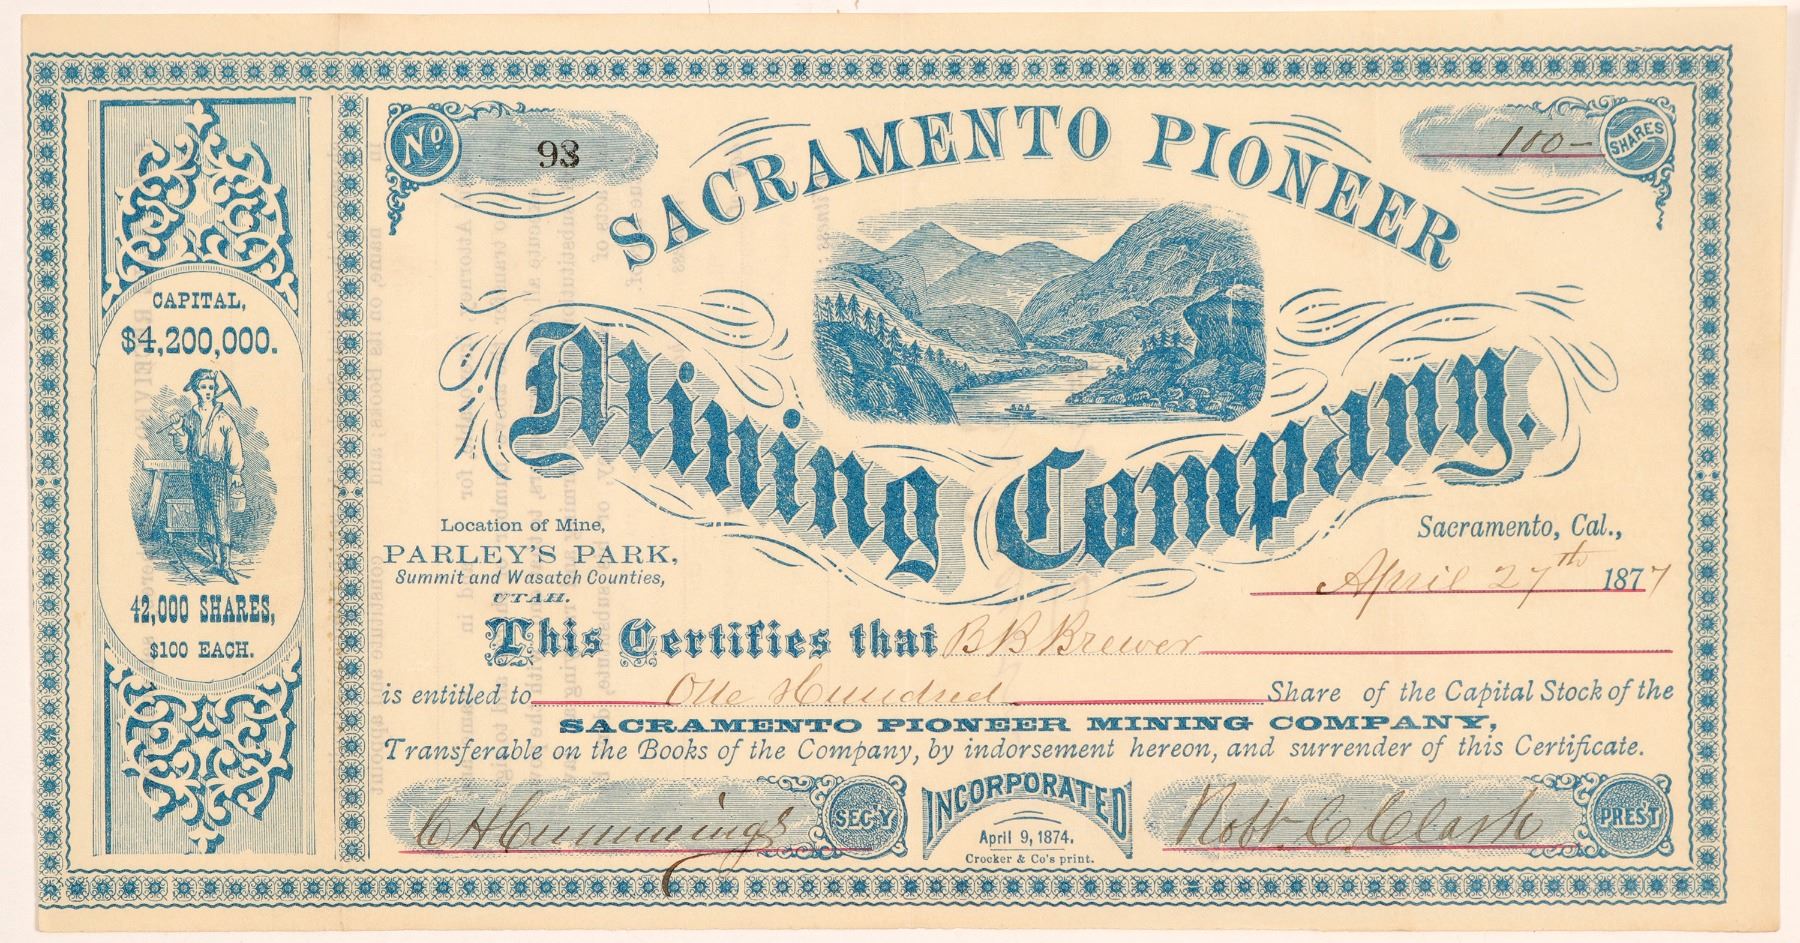 No. 93
100- SHARES
SACRAMENTO PIONEER
Mining Company.
CAPITAL,
$4,200,000.
42,000 SHARES,
$100 EACH.
Location of Mine,
PARLEY'S PARK,
Summit and Wasatch Counties,
UTAH.
Sacramento, Cal.,
April 27th 1877
This Certifies that B B Brewer
is entitled to One Hundred Share of the Capital Stock of the
SACRAMENTO PIONEER MINING COMPANY,
Transferable on the Books of the Company, by indorsement hereon, and surrender of this Certificate.
C H Cummings SEC'Y
INCORPORATED
April 9, 1874.
Crocker & Co's print.
Robt C Clark PRES'T